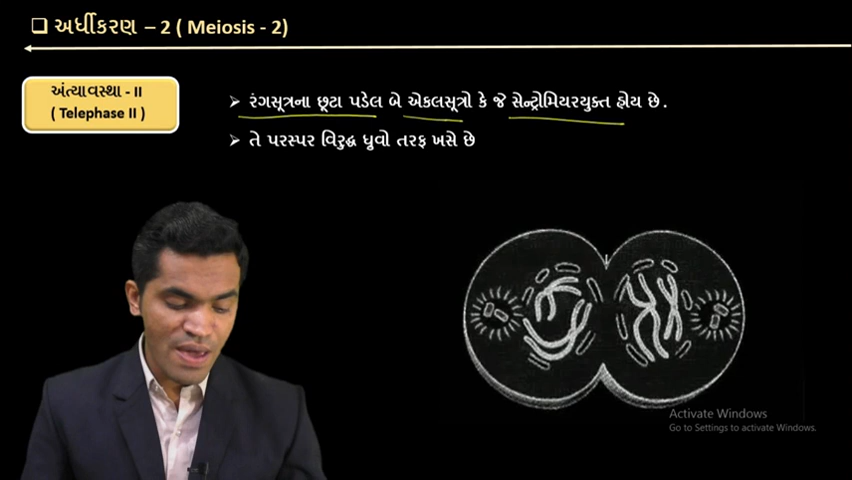 ❑ અર્ધીકરણ – 2 ( Meiosis - 2)
અંત્યાવસ્થા - II
( Telephase II )
➢ રંગસૂત્રના છૂટા પડેલ બે એકલસૂત્રો કે જે સેન્ટ્રોમિયરયુક્ત હોય છે.
➢ તે પરસ્પર વિરુદ્ધ ધ્રુવો તરફ ખસે છે
Activate Windows
Go to Settings to activate Windows.